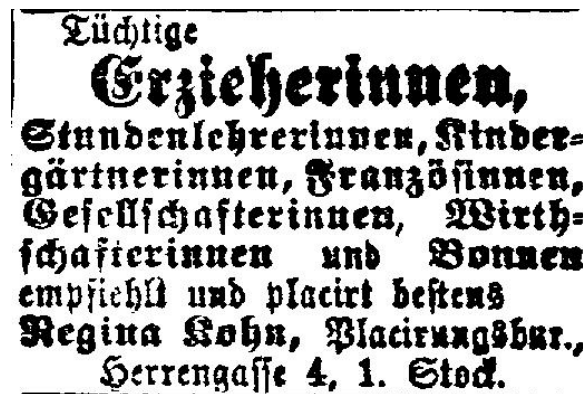 Tüchtige
Erzieherinnen,
Stundenlehrerinnen, Kinder=
gärtnerinnen, Französinnen,
Gesellschafterinnen, Wirth=
schafterinnen und Bonnen
empfiehlt und placirt bestens
Regina Kohn, Placirungsbur.,
Herrengasse 4, 1. Stock.